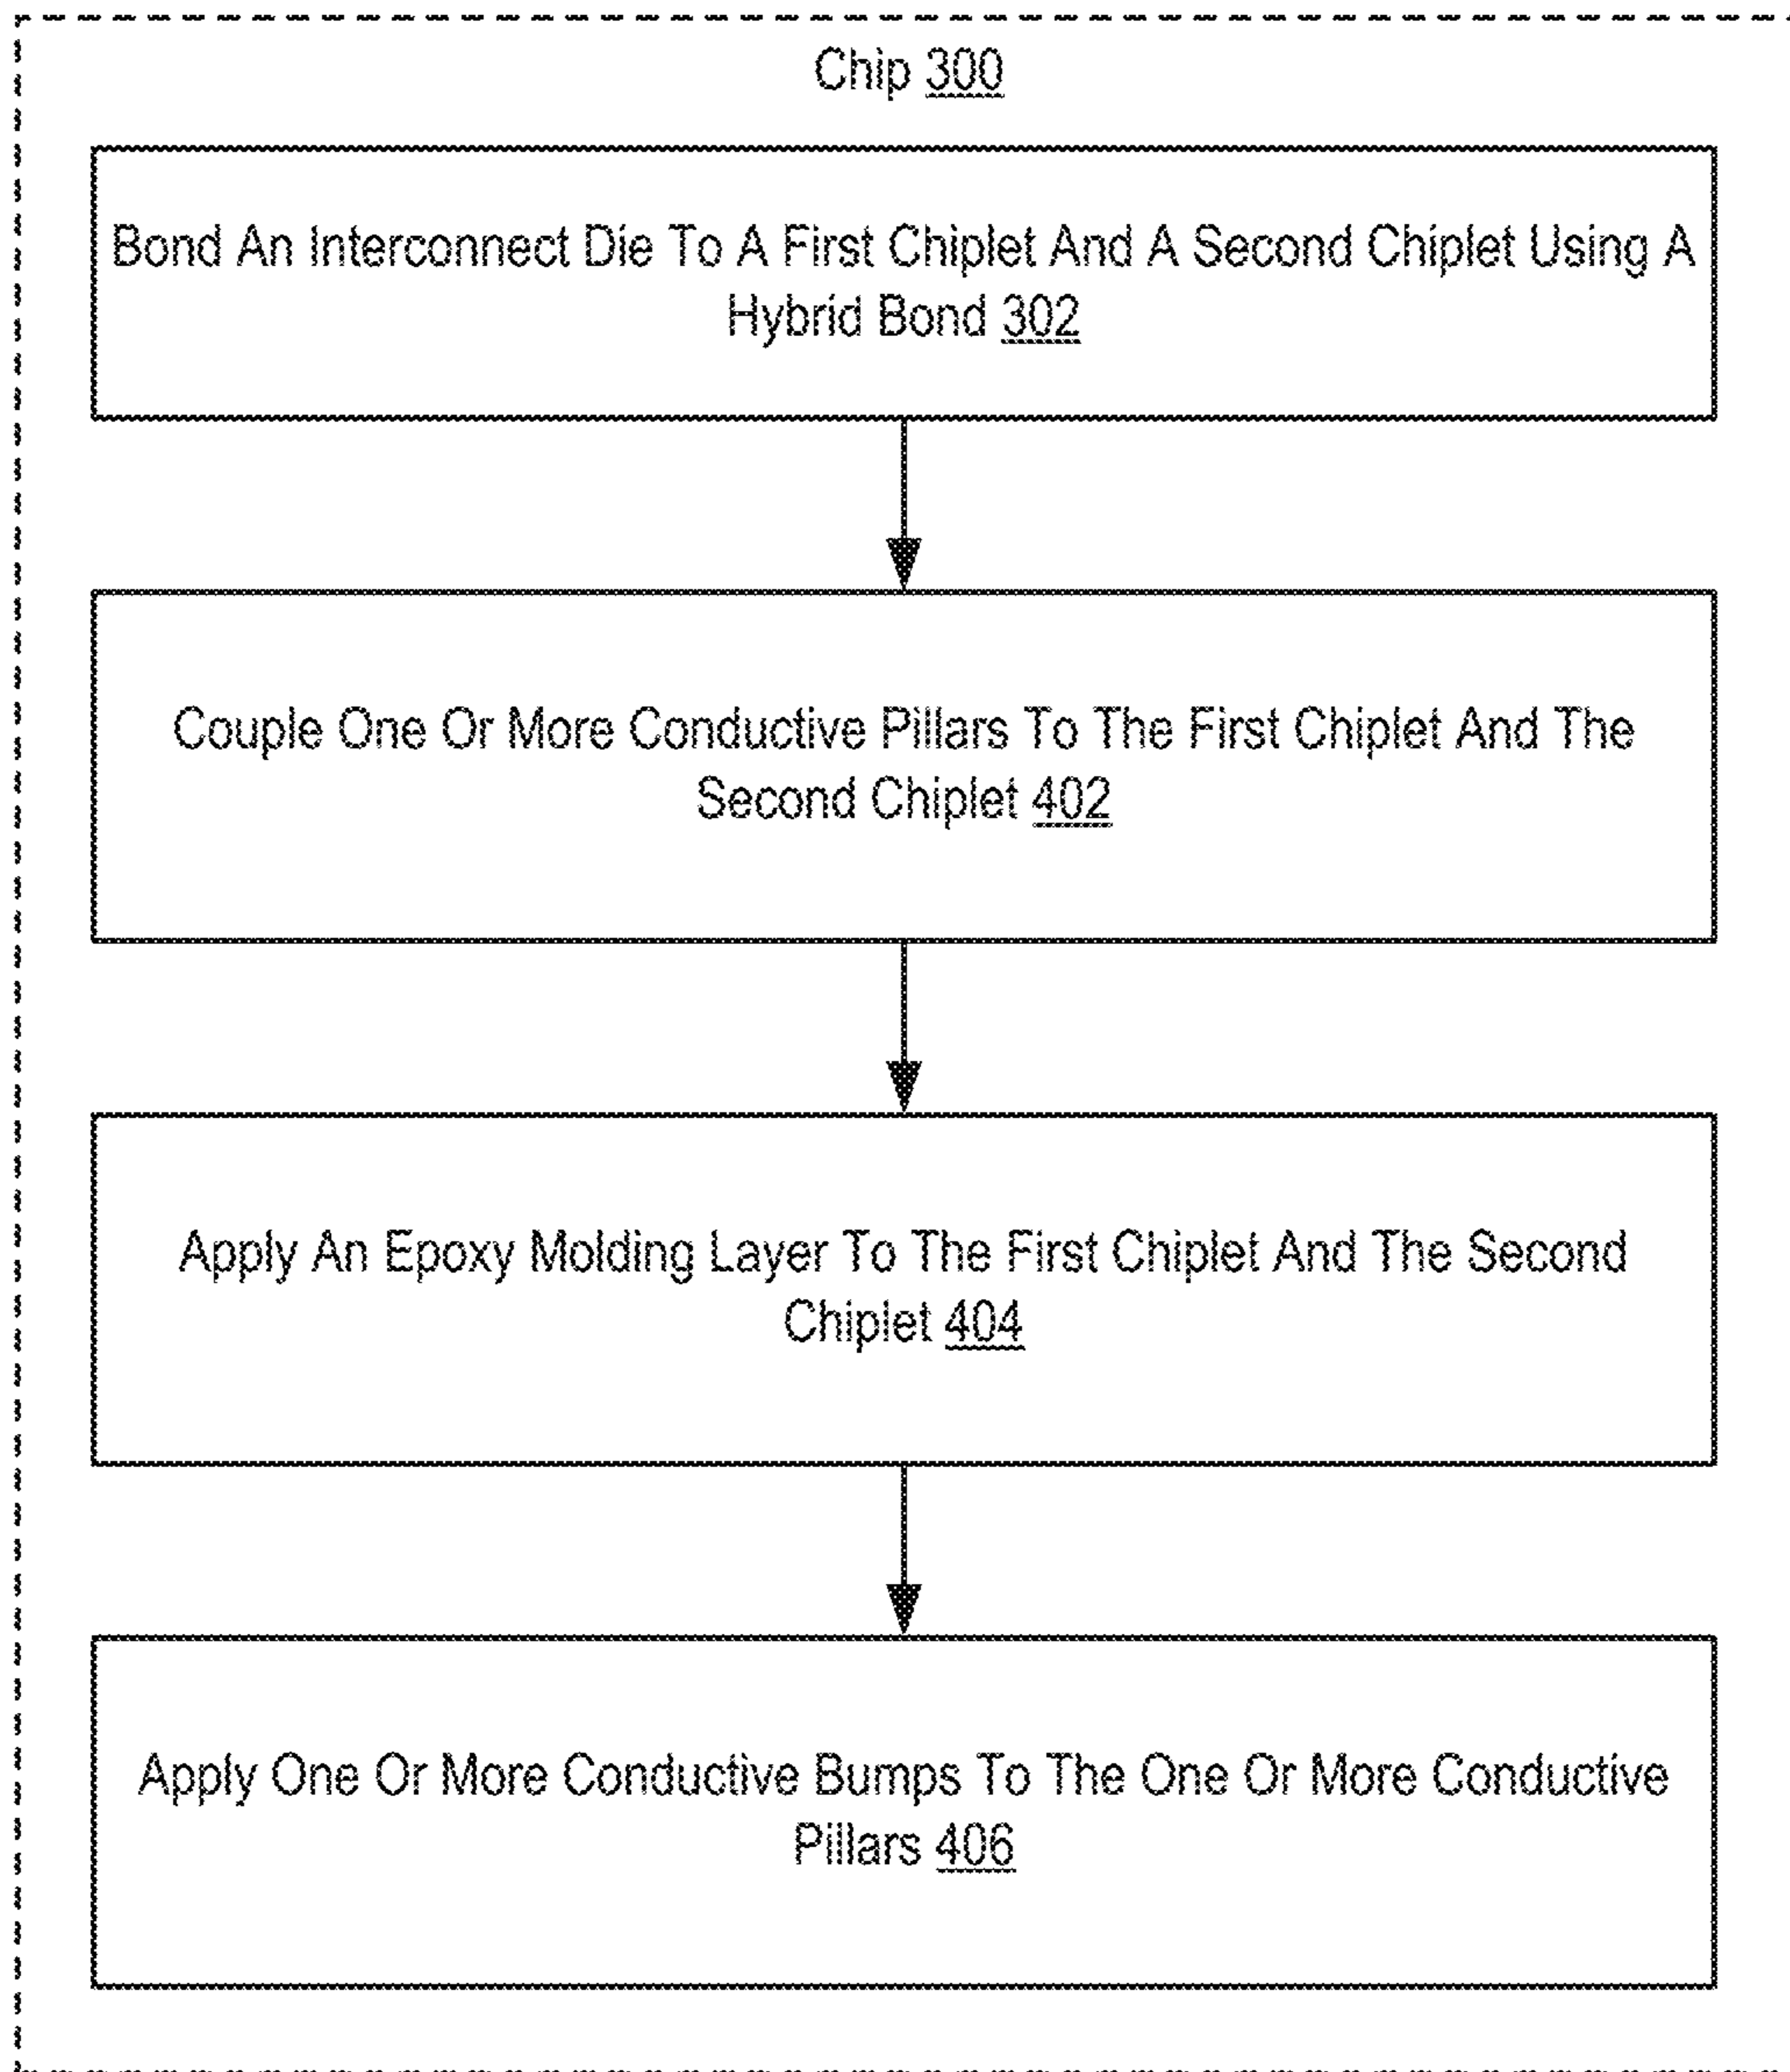 Chip 300
Bond An Interconnect Die To A First Chiplet And A Second Chiplet Using A
Hybrid Bond 302
Couple One Or More Conductive Pillars To The First Chiplet And The
Second Chiplet 402
Apply An Epoxy Molding Layer To The First Chiplet And The Second
Chiplet 404
Apply One Or More Conductive Bumps To The One Or More Conductive
Pillars 406